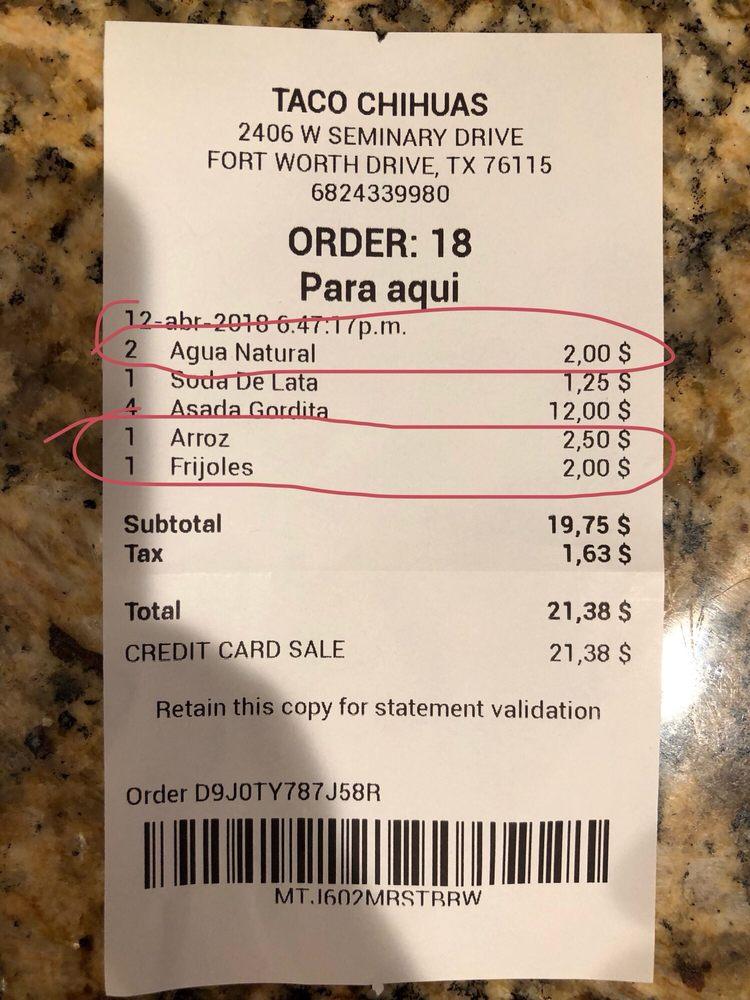 TACO CHIHUAS
2406 W SEMINARY DRIVE
FORT WORTH DRIVE, TX 76115
6824339980
ORDER: 18
Para aqui
12-abr-2018 6:47:17p.m.
2 Agua Natural 2,00 $
1 Soda De Lata 1,25 $
4 Asada Gordita 12,00 $
1 Arroz 2,50 $
1 Frijoles 2,00 $
Subtotal 19,75 $
Tax 1,63 $
Total 21,38 $
CREDIT CARD SALE 21,38 $
Retain this copy for statement validation
Order D9J0TY787J58R
MTJ602MRSTRRW